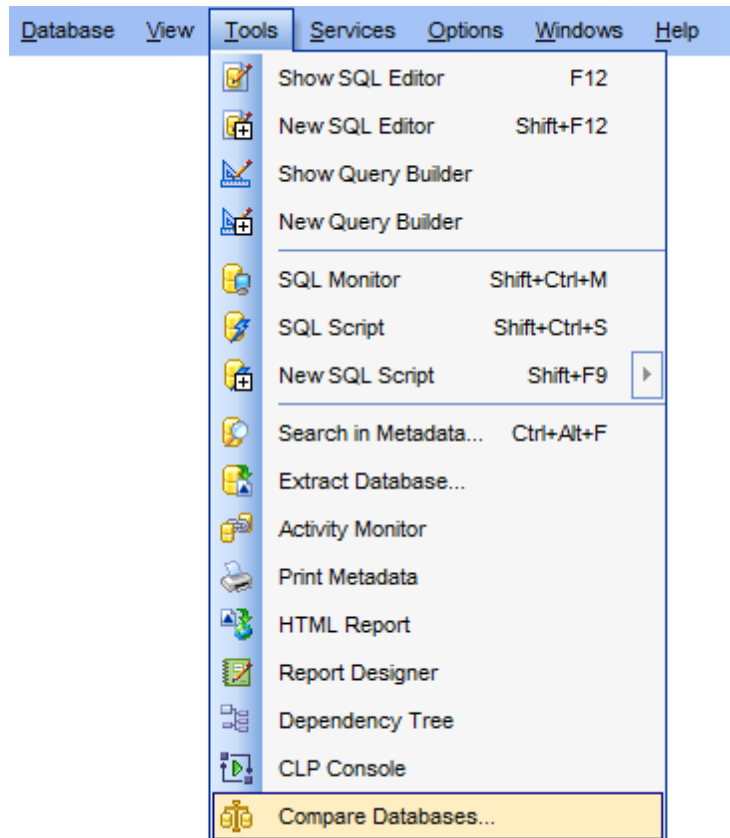 Database View Tools Services Options Windows Help
Show SQL Editor F12
New SQL Editor Shift+F12
Show Query Builder
New Query Builder
SQL Monitor Shift+Ctrl+M
SQL Script Shift+Ctrl+S
New SQL Script Shift+F9
Search in Metadata... Ctrl+Alt+F
Extract Database...
Activity Monitor
Print Metadata
HTML Report
Report Designer
Dependency Tree
CLP Console
Compare Databases...